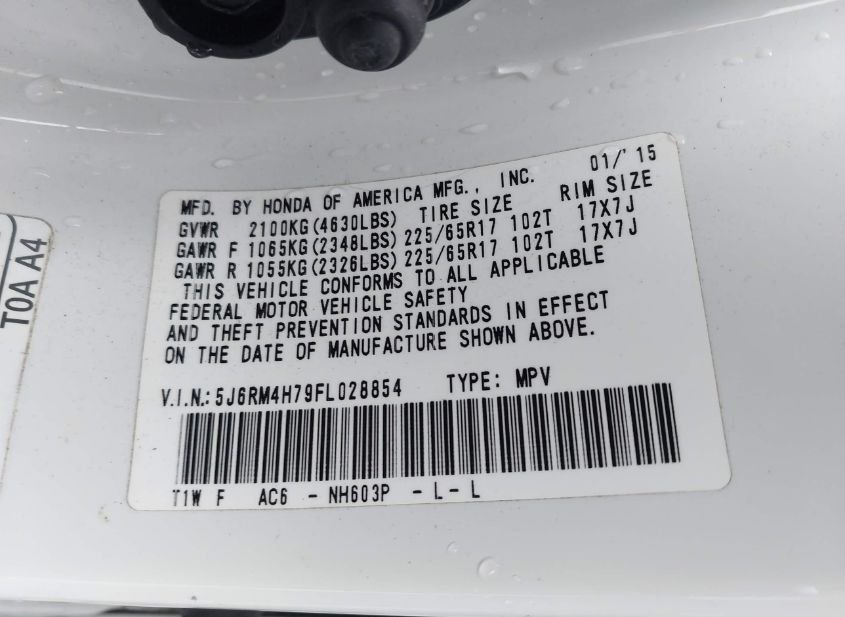 MFD. BY HONDA OF AMERICA MFG., INC. 01/'15
GVWR 2100KG(4630LBS) TIRE SIZE RIM SIZE
GAWR F 1065KG(2348LBS) 225/65R17 102T 17X7J
GAWR R 1055KG(2326LBS) 225/65R17 102T 17X7J
THIS VEHICLE CONFORMS TO ALL APPLICABLE
FEDERAL MOTOR VEHICLE SAFETY
AND THEFT PREVENTION STANDARDS IN EFFECT
ON THE DATE OF MANUFACTURE SHOWN ABOVE.
V.I.N.: 5J6RM4H79FL028854 TYPE: MPV
T1W F AC6 - NH603P - L - L
T0A A4